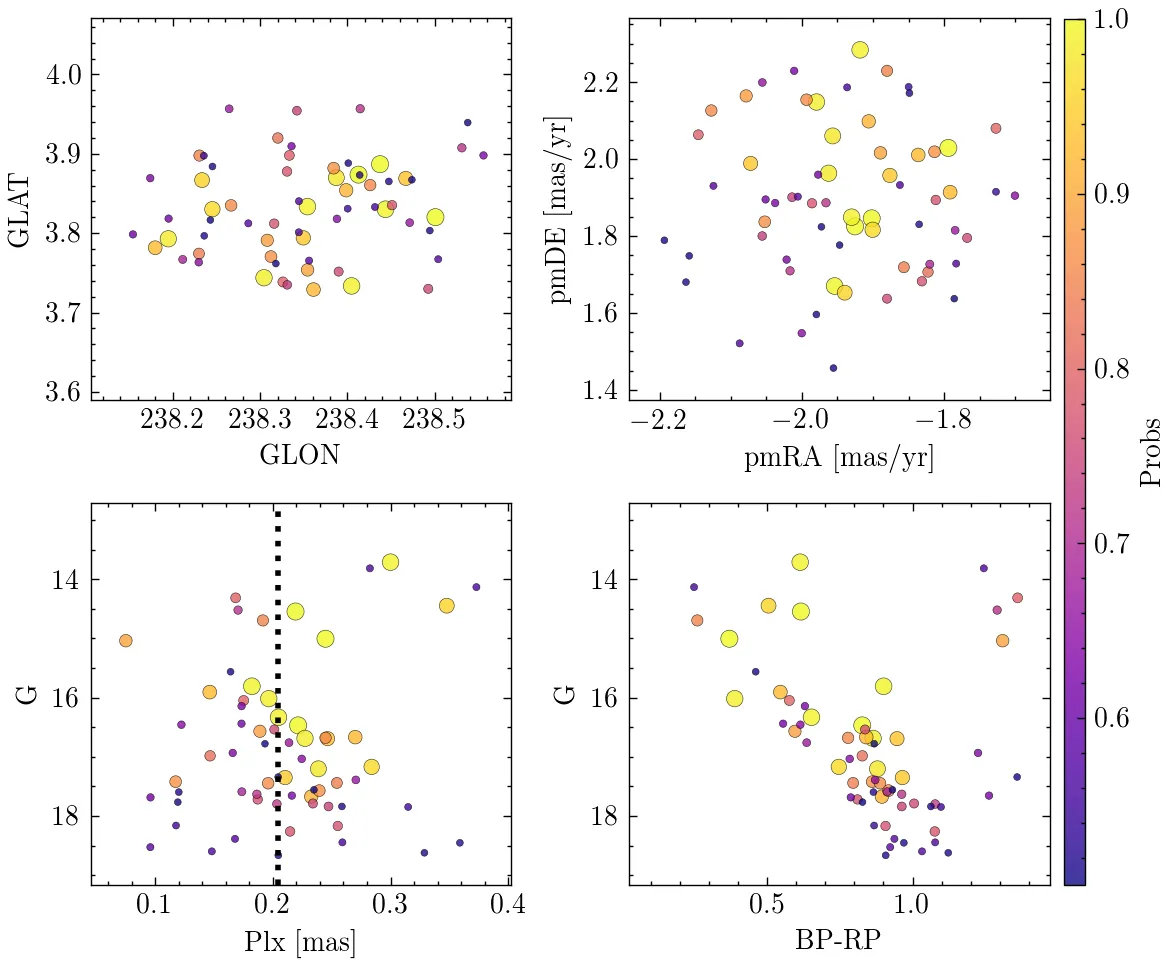 4.0
3.9
3.8
3.7
3.6
GLAT
238.2 238.3 238.4 238.5
GLON
2.2
2.0
1.8
1.6
1.4
pmDE [mas/yr]
−2.2 −2.0 −1.8
pmRA [mas/yr]
1.0
0.9
0.8
0.7
0.6
Probs
14
16
18
G
0.1 0.2 0.3 0.4
Plx [mas]
14
16
18
G
0.5 1.0
BP-RP